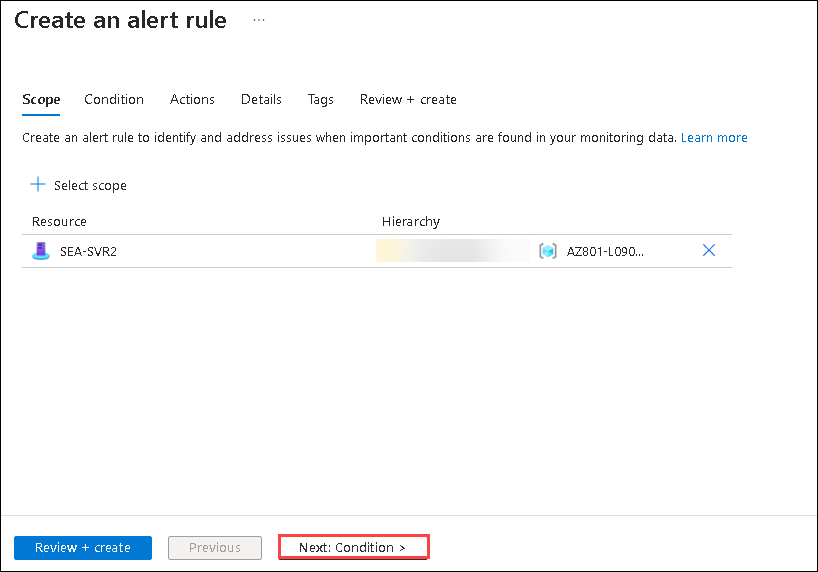 Create an alert rule ...
Scope Condition Actions Details Tags Review + create
Create an alert rule to identify and address issues when important conditions are found in your monitoring data. Learn more
+ Select scope
Resource Hierarchy
SEA-SVR2 AZ801-L090...
Review + create Previous Next: Condition >